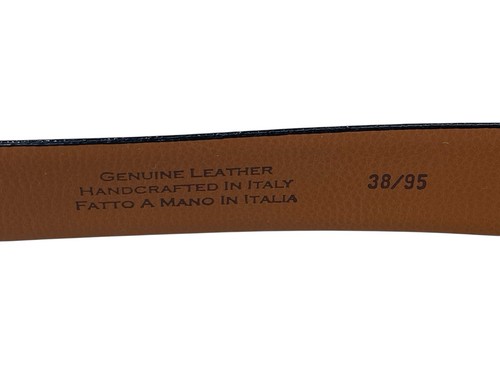 Genuine Leather
Handcrafted In Italy
Fatto A Mano In Italia
38/95